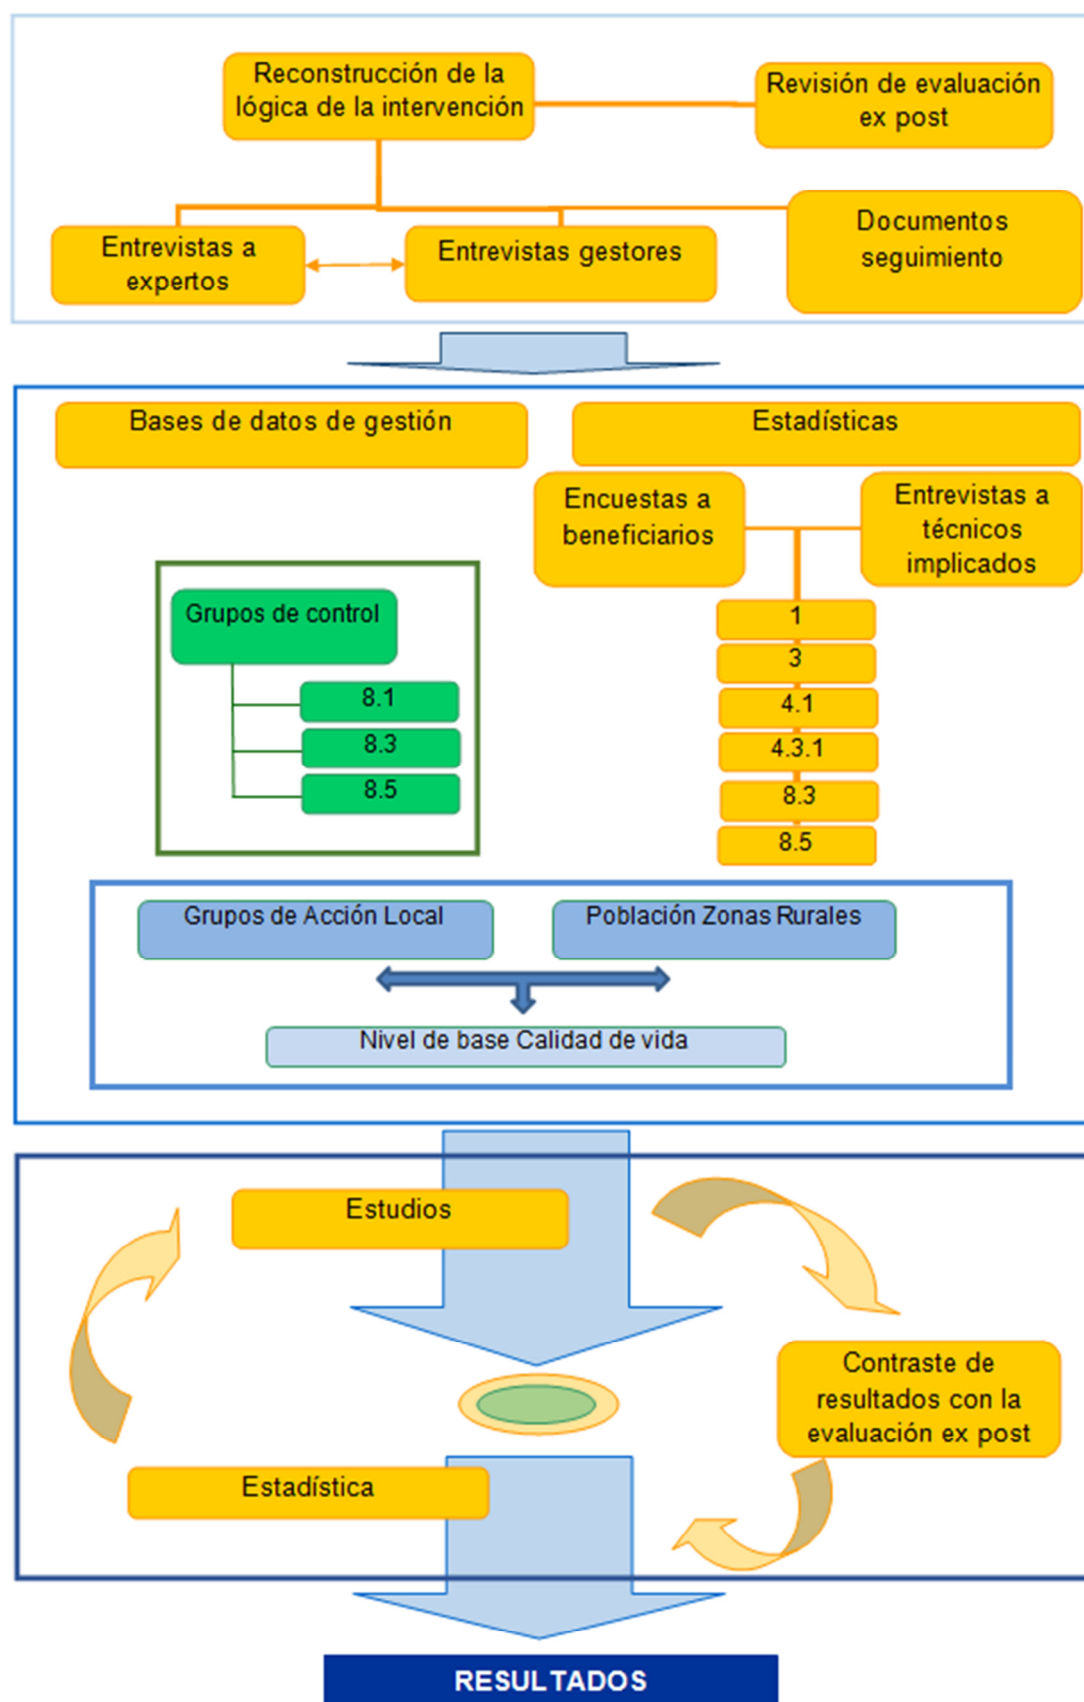 Reconstrucción de la
lógica de la intervención
Revisión de evaluación
ex post
Entrevistas a
expertos
Entrevistas gestores
Documentos
seguimiento
Bases de datos de gestión
Estadísticas
Encuestas a
beneficiarios
Entrevistas a
técnicos
implicados
Grupos de control
8.1
8.3
8.5
1
3
4.1
4.3.1
8.3
8.5
Grupos de Acción Local
Población Zonas Rurales
Nivel de base Calidad de vida
Estudios
Contraste de
resultados con la
evaluación ex post
Estadística
RESULTADOS